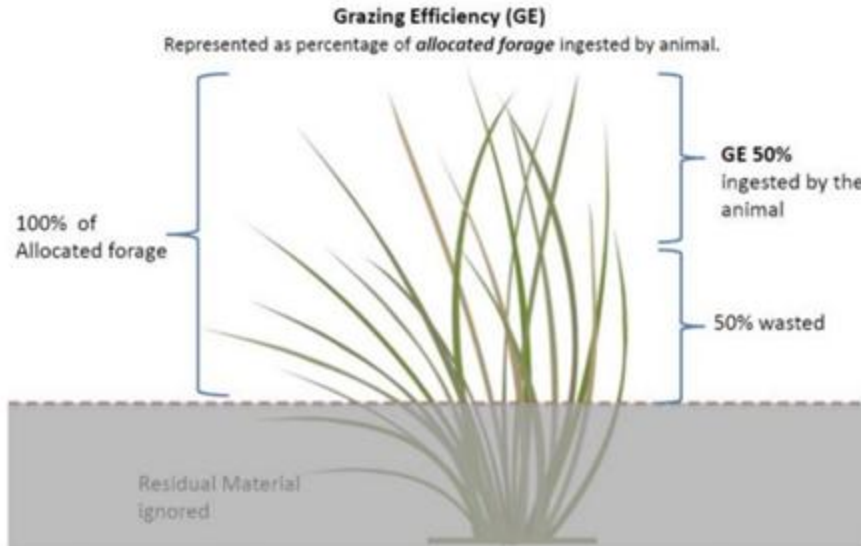 Grazing Efficiency (GE)
Represented as percentage of allocated forage ingested by animal.
GE 50%
ingested by the
animal
100% of
Allocated forage
50% wasted
Residual Material
ignored